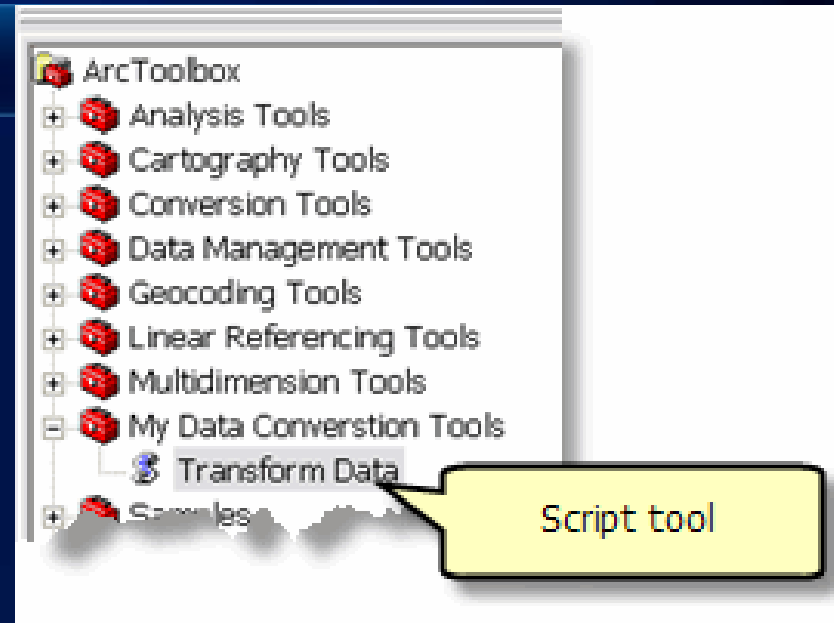 ArcToolbox
Analysis Tools
Cartography Tools
Conversion Tools
Data Management Tools
Geocoding Tools
Linear Referencing Tools
Multidimension Tools
My Data Converstion Tools
Transform Data
Samples
Script tool